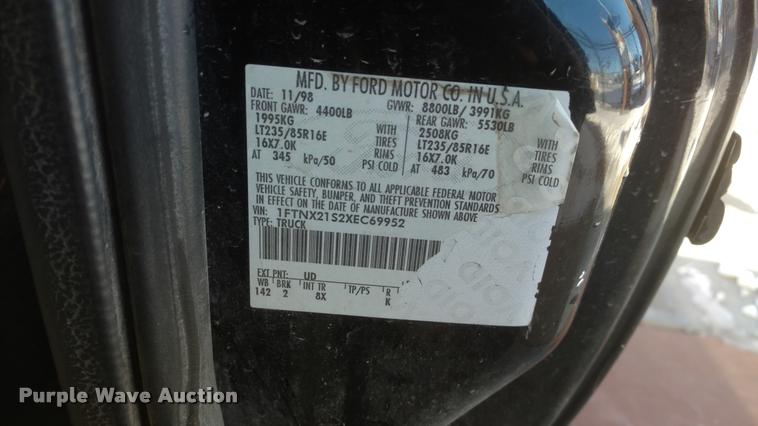 MFD. BY FORD MOTOR CO. IN U.S.A.
DATE: 11/98 GVWR: 8800LB/ 3991KG
FRONT GAWR: 4400LB REAR GAWR: 5530LB
1995KG WITH 2508KG WITH
LT235/85R16E TIRES LT235/85R16E TIRES
16X7.0K RIMS 16X7.0K RIMS
AT 345 kPa/50 PSI COLD AT 483 kPa/70 PSI COLD
THIS VEHICLE CONFORMS TO ALL APPLICABLE FEDERAL MOTOR
VEHICLE SAFETY, BUMPER, AND THEFT PREVENTION STANDARDS
IN EFFECT ON THE DATE OF MANUFACTURE SHOWN ABOVE
VIN: 1FTNX21S2XEC69952
TYPE: TRUCK
EXT PNT: UD
WB BRK INT TR TP/PS R
142 2 8X K
Purple Wave Auction